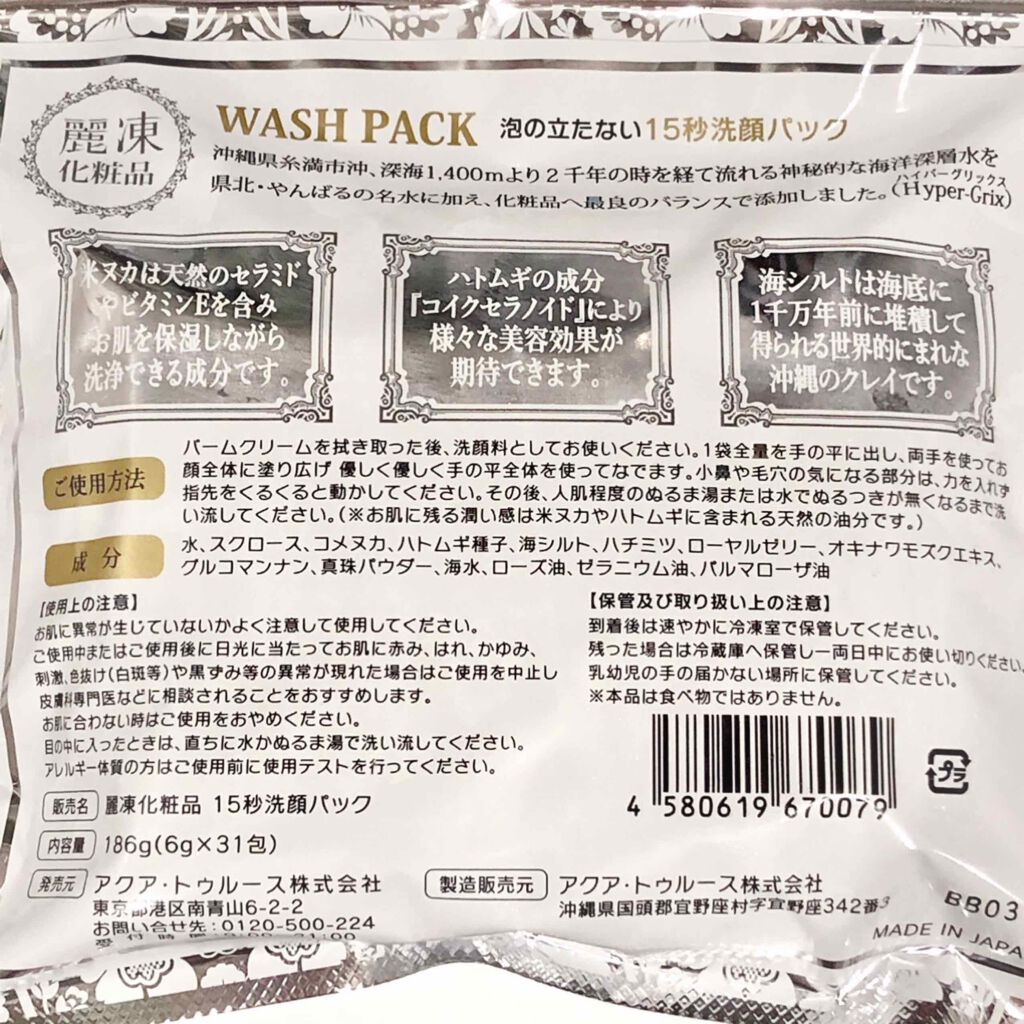 麗凍
化粧品
WASH PACK 泡の立たない15秒洗顔パック
沖縄県糸満市沖、深海1,400mより2千年の時を経て流れる神秘的な海洋深層水を
県北・やんばるの名水に加え、化粧品へ最良のバランスで添加しました。(Hyper-Grix)
ハイパーグリックス
米ヌカは天然のセラミド
やビタミンEを含み
お肌を保湿しながら
洗浄できる成分です。
ハトムギの成分
『コイクセラノイド』により
様々な美容効果が
期待できます。
海シルトは海底に
1千万年前に堆積して
得られる世界的にまれな
沖縄のクレイです。
ご使用方法
バームクリームを拭き取った後、洗顔料としてお使いください。1袋全量を手の平に出し、両手を使ってお
顔全体に塗り広げ 優しく優しく手の平全体を使ってなでます。小鼻や毛穴の気になる部分は、力を入れず
指先をくるくると動かしてください。その後、人肌程度のぬるま湯または水でぬるつきが無くなるまで洗
い流してください。(※お肌に残る潤い感は米ヌカやハトムギに含まれる天然の油分です。)
成分
水、スクロース、コメヌカ、ハトムギ種子、海シルト、ハチミツ、ローヤルゼリー、オキナワモズクエキス、
グルコマンナン、真珠パウダー、海水、ローズ油、ゼラニウム油、パルマローザ油
【使用上の注意】
お肌に異常が生じていないかよく注意して使用してください。
ご使用中またはご使用後に日光に当たってお肌に赤み、はれ、かゆみ、
刺激、色抜け(白斑等)や黒ずみ等の異常が現れた場合はご使用を中止し
皮膚科専門医などに相談されることをおすすめします。
お肌に合わない時はご使用をおやめください。
目の中に入ったときは、直ちに水かぬるま湯で洗い流してください。
アレルギー体質の方はご使用前に使用テストを行ってください。
【保管及び取り扱い上の注意】
到着後は速やかに冷凍室で保管してください。
残った場合は冷蔵庫へ保管し一両日中にお使い切りください。
乳幼児の手の届かない場所に保管してください。
※本品は食べ物ではありません。
4 580619 670079
プラ
販売名 麗凍化粧品 15秒洗顔パック
内容量 186g(6g×31包)
発売元 アクア・トゥルース株式会社
東京都港区南青山6-2-2
お問い合せ先:0120-500-224
受付時間
製造販売元 アクア・トゥルース株式会社
沖縄県国頭郡宜野座村字宜野座342番3
BB03
MADE IN JAPA